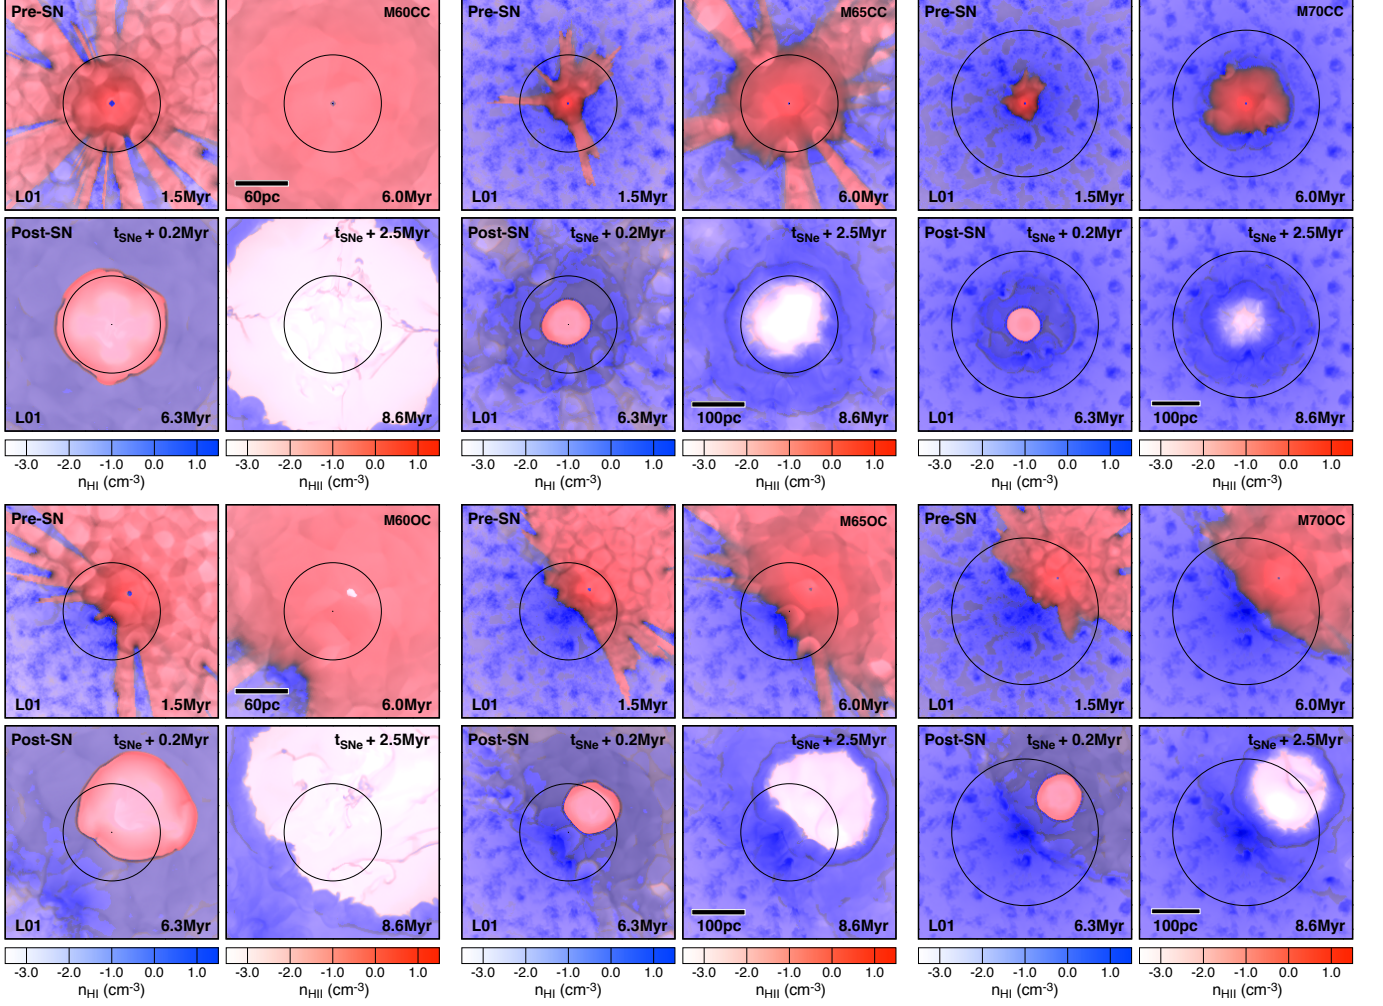 Pre-SN M60CC Pre-SN M65CC Pre-SN M70CC
60pc
L01 1.5Myr 6.0Myr L01 1.5Myr 6.0Myr L01 1.5Myr 6.0Myr
Post-SN tSNe + 0.2Myr tSNe + 2.5Myr Post-SN tSNe + 0.2Myr tSNe + 2.5Myr Post-SN tSNe + 0.2Myr tSNe + 2.5Myr
100pc 100pc
L01 6.3Myr 8.6Myr L01 6.3Myr 8.6Myr L01 6.3Myr 8.6Myr
-3.0 -2.0 -1.0 0.0 1.0 -3.0 -2.0 -1.0 0.0 1.0 -3.0 -2.0 -1.0 0.0 1.0 -3.0 -2.0 -1.0 0.0 1.0 -3.0 -2.0 -1.0 0.0 1.0 -3.0 -2.0 -1.0 0.0 1.0
nHI (cm-3) nHII (cm-3) nHI (cm-3) nHII (cm-3) nHI (cm-3) nHII (cm-3)
Pre-SN M60OC Pre-SN M65OC Pre-SN M70OC
60pc
L01 1.5Myr 6.0Myr L01 1.5Myr 6.0Myr L01 1.5Myr 6.0Myr
Post-SN tSNe + 0.2Myr tSNe + 2.5Myr Post-SN tSNe + 0.2Myr tSNe + 2.5Myr Post-SN tSNe + 0.2Myr tSNe + 2.5Myr
100pc 100pc
L01 6.3Myr 8.6Myr L01 6.3Myr 8.6Myr L01 6.3Myr 8.6Myr
-3.0 -2.0 -1.0 0.0 1.0 -3.0 -2.0 -1.0 0.0 1.0 -3.0 -2.0 -1.0 0.0 1.0 -3.0 -2.0 -1.0 0.0 1.0 -3.0 -2.0 -1.0 0.0 1.0 -3.0 -2.0 -1.0 0.0 1.0
nHI (cm-3) nHII (cm-3) nHI (cm-3) nHII (cm-3) nHI (cm-3) nHII (cm-3)